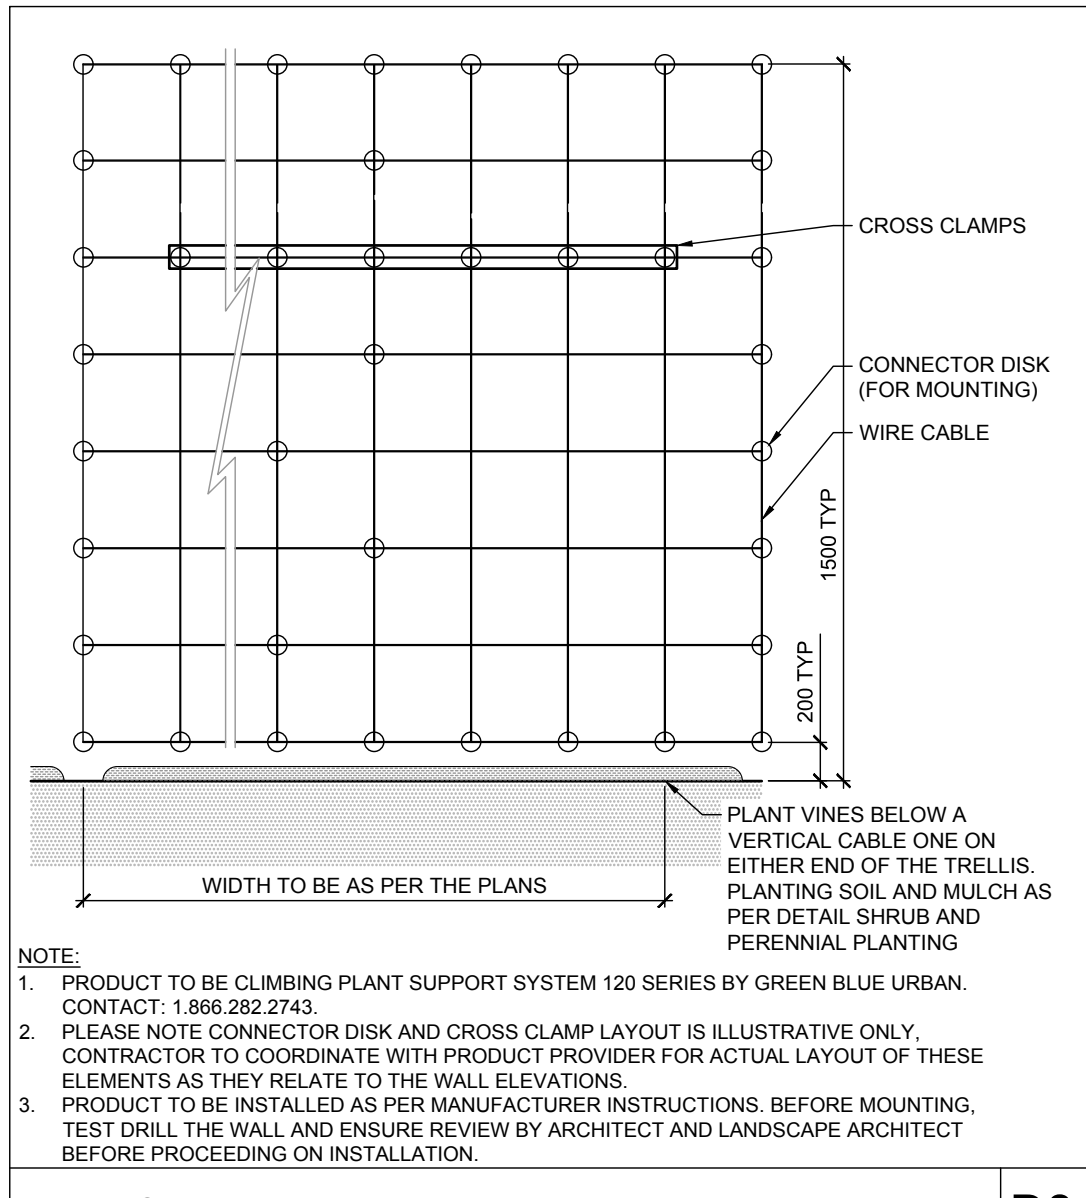 CROSS CLAMPS
CONNECTOR DISK
(FOR MOUNTING)
WIRE CABLE
1500 TYP
200 TYP
PLANT VINES BELOW A
VERTICAL CABLE ONE ON
EITHER END OF THE TRELLIS.
PLANTING SOIL AND MULCH AS
PER DETAIL SHRUB AND
PERENNIAL PLANTING
WIDTH TO BE AS PER THE PLANS
NOTE:
1. PRODUCT TO BE CLIMBING PLANT SUPPORT SYSTEM 120 SERIES BY GREEN BLUE URBAN.
CONTACT: 1.866.282.2743.
2. PLEASE NOTE CONNECTOR DISK AND CROSS CLAMP LAYOUT IS ILLUSTRATIVE ONLY,
CONTRACTOR TO COORDINATE WITH PRODUCT PROVIDER FOR ACTUAL LAYOUT OF THESE
ELEMENTS AS THEY RELATE TO THE WALL ELEVATIONS.
3. PRODUCT TO BE INSTALLED AS PER MANUFACTURER INSTRUCTIONS. BEFORE MOUNTING,
TEST DRILL THE WALL AND ENSURE REVIEW BY ARCHITECT AND LANDSCAPE ARCHITECT
BEFORE PROCEEDING ON INSTALLATION.